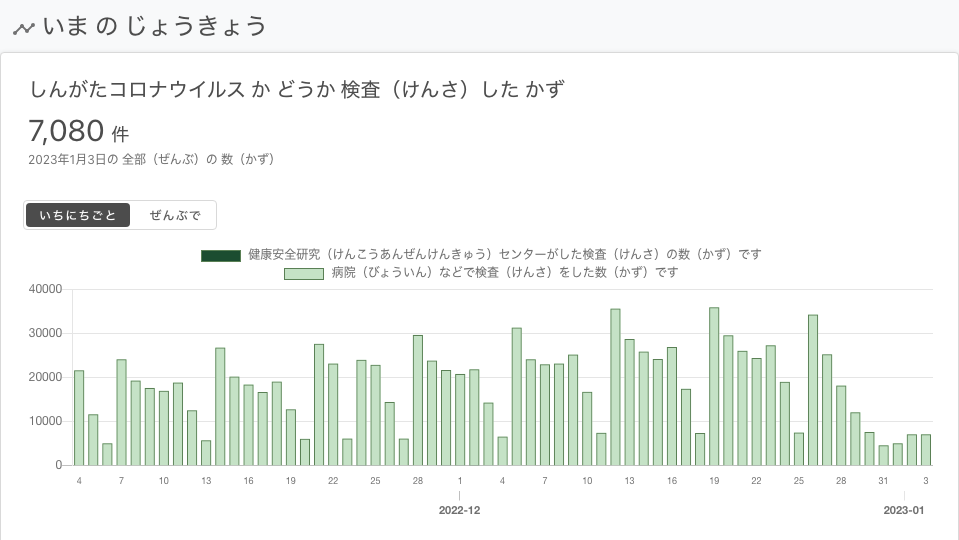 いま の じょうきょう
しんがたコロナウイルス か どうか 検査（けんさ）した かず
7,080 件
2023年1月3日の 全部（ぜんぶ）の 数（かず）
いちにちごと ぜんぶで
健康安全研究（けんこうあんぜんけんきゅう）センターがした検査（けんさ）の数（かず）です
病院（びょういん）などで検査（けんさ）をした数（かず）です
40000
30000
20000
10000
0
4 7 10 13 16 19 22 25 28 1 4 7 10 13 16 19 22 25 28 31 3
2022-12 2023-01